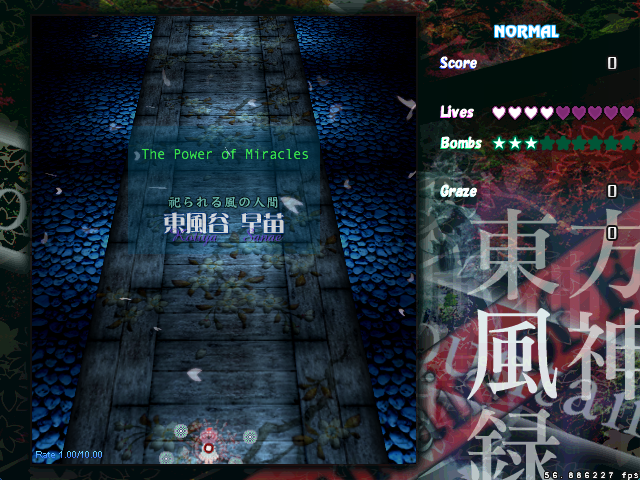 NORMAL
Score 0
Lives
Bombs
Graze 0
0
The Power of Miracles
祀られる風の人間
東風谷 早苗
Rate 1.00/10.00
東方
風神
録
56.886227 fps